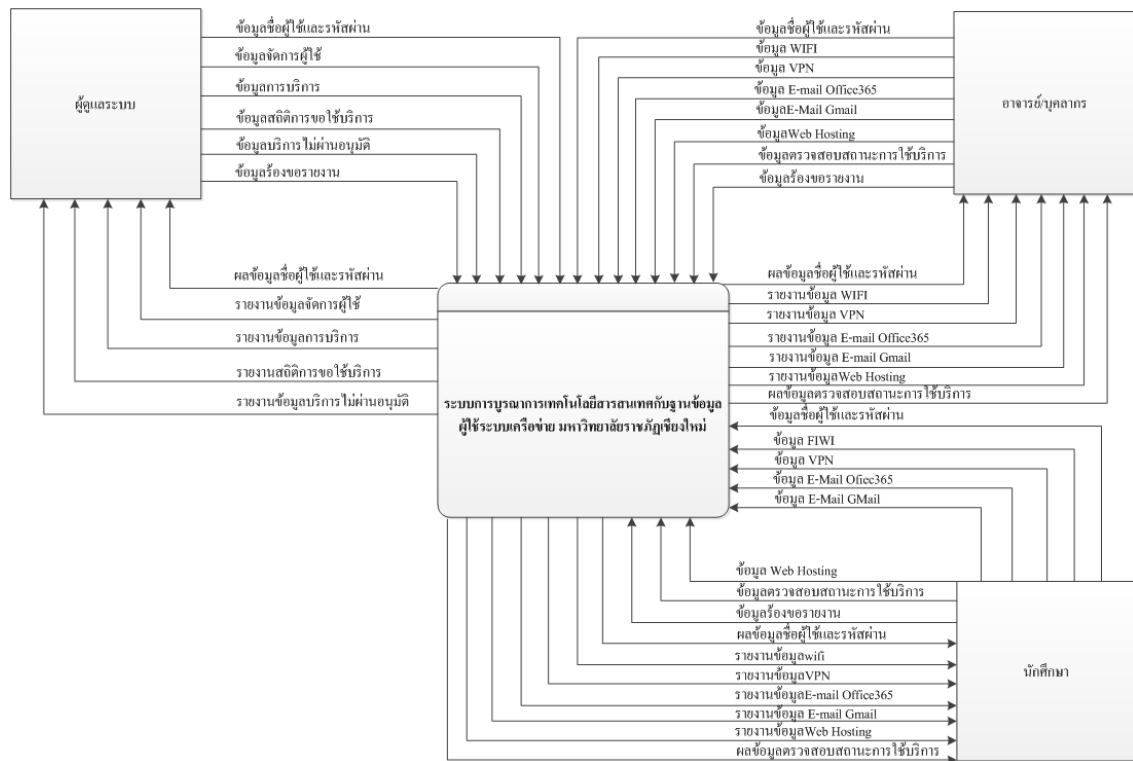 ผู้ดูแลระบบ
ข้อมูลชื่อผู้ใช้และรหัสผ่าน
ข้อมูลจัดการผู้ใช้
ข้อมูลการบริการ
ข้อมูลสถิติการขอใช้บริการ
ข้อมูลบริการไม่ผ่านอนุมัติ
ข้อมูลร้องขอรายงาน
ข้อมูลชื่อผู้ใช้และรหัสผ่าน
ข้อมูล WIFI
ข้อมูล VPN
ข้อมูล E-mail Office365
ข้อมูลE-Mail Gmail
ข้อมูลWeb Hosting
ข้อมูลตรวจสอบสถานะการใช้บริการ
ข้อมูลร้องขอรายงาน
อาจารย์/บุคลากร
ผลข้อมูลชื่อผู้ใช้และรหัสผ่าน
รายงานข้อมูลจัดการผู้ใช้
รายงานข้อมูลการบริการ
รายงานสถิติการขอใช้บริการ
รายงานข้อมูลบริการไม่ผ่านอนุมัติ
ระบบการบูรณาการเทคโนโลยีสารสนเทศกับฐานข้อมูล
ผู้ใช้ระบบเครือข่าย มหาวิทยาลัยราชภัฏเชียงใหม่
ผลข้อมูลชื่อผู้ใช้และรหัสผ่าน
รายงานข้อมูล WIFI
รายงานข้อมูล VPN
รายงานข้อมูล E-mail Office365
รายงานข้อมูล E-mail Gmail
รายงานข้อมูลWeb Hosting
ผลข้อมูลตรวจสอบสถานะการใช้บริการ
ข้อมูลชื่อผู้ใช้และรหัสผ่าน
ข้อมูล FIWI
ข้อมูล VPN
ข้อมูล E-Mail Ofiec365
ข้อมูล E-Mail GMail
ข้อมูล Web Hosting
ข้อมูลตรวจสอบสถานะการใช้บริการ
ข้อมูลร้องขอรายงาน
ผลข้อมูลชื่อผู้ใช้และรหัสผ่าน
รายงานข้อมูลwifi
รายงานข้อมูลVPN
รายงานข้อมูลE-mail Office365
รายงานข้อมูล E-mail Gmail
รายงานข้อมูลWeb Hosting
ผลข้อมูลตรวจสอบสถานะการใช้บริการ
นักศึกษา